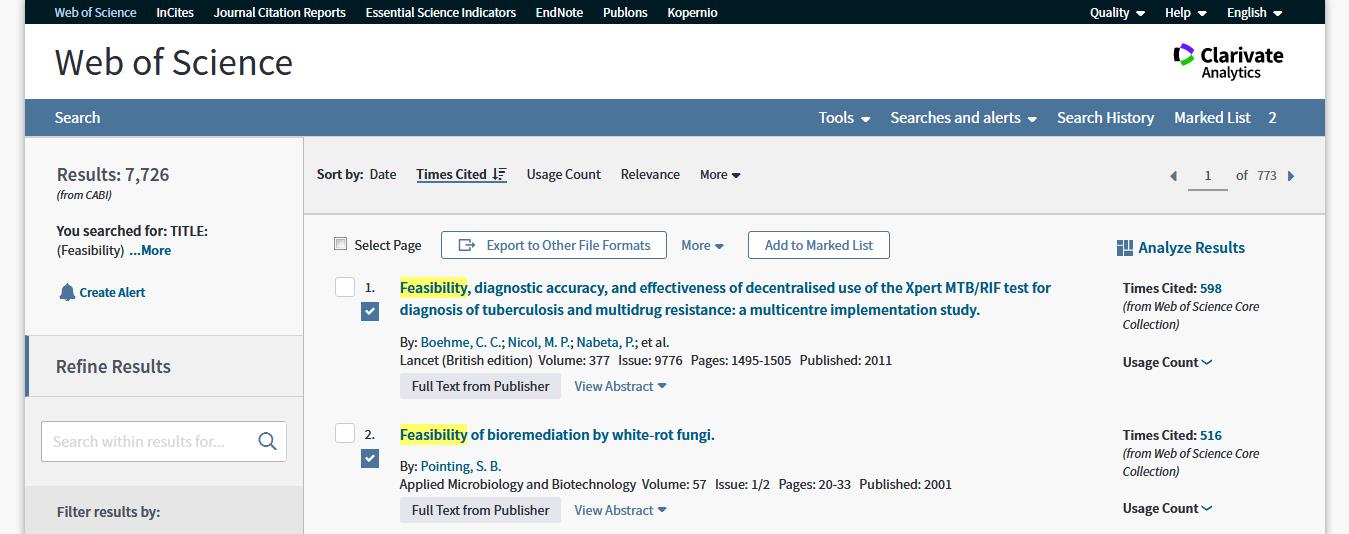 Web of Science InCites Journal Citation Reports Essential Science Indicators EndNote Publons Kopernio Quality Help English
Web of Science
Clarivate
Analytics
Search Tools Searches and alerts Search History Marked List 2
Results: 7,726
(from CABI)
You searched for: TITLE:
(Feasibility) ...More
Create Alert
Refine Results
Search within results for...
Filter results by:
Sort by: Date Times Cited Usage Count Relevance More
1 of 773
Select Page Export to Other File Formats More Add to Marked List
Analyze Results
1. Feasibility, diagnostic accuracy, and effectiveness of decentralised use of the Xpert MTB/RIF test for
diagnosis of tuberculosis and multidrug resistance: a multicentre implementation study.
By: Boehme, C. C.; Nicol, M. P.; Nabeta, P.; et al.
Lancet (British edition) Volume: 377 Issue: 9776 Pages: 1495-1505 Published: 2011
Full Text from Publisher View Abstract
Times Cited: 598
(from Web of Science Core
Collection)
Usage Count
2. Feasibility of bioremediation by white-rot fungi.
By: Pointing, S. B.
Applied Microbiology and Biotechnology Volume: 57 Issue: 1/2 Pages: 20-33 Published: 2001
Full Text from Publisher View Abstract
Times Cited: 516
(from Web of Science Core
Collection)
Usage Count